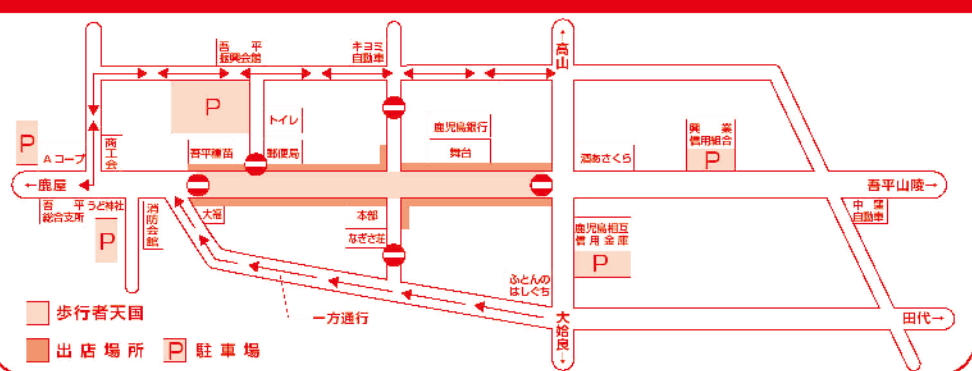 吾平
振興会館
キヨミ
自動車
←高山
P
トイレ
鹿児島銀行
興業
信用組合
P
P
Aコープ
商工会
吾平種苗
郵便局
舞台
酒あさくら
←鹿屋
吾平山陵→
吾平
総合支所
うど神社
消防会館
大福
本部
中窪
自動車
P
なぎさ荘
鹿児島相互
信用金庫
P
ふとんの
はしぐち
歩行者天国
一方通行
大姶良→
田代→
出店場所
P 駐車場